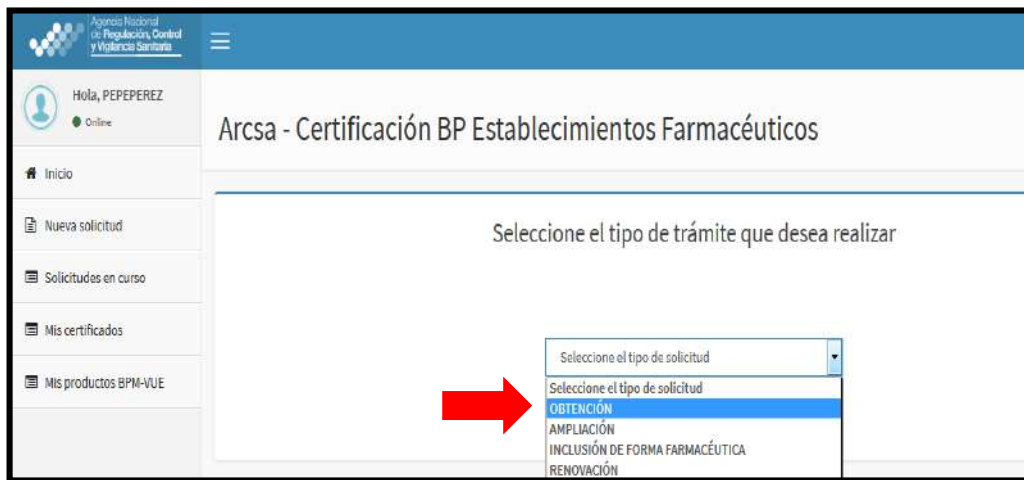 Agencia Nacional
de Regulación, Control
y Vigilancia Sanitaria
Hola, PEPEPEREZ
Online
Inicio
Nueva solicitud
Solicitudes en curso
Mis certificados
Mis productos BPM-VUE
Arcsa - Certificación BP Establecimientos Farmacéuticos
Seleccione el tipo de trámite que desea realizar
Seleccione el tipo de solicitud
Seleccione el tipo de solicitud
OBTENCIÓN
AMPLIACIÓN
INCLUSIÓN DE FORMA FARMACÉUTICA
RENOVACIÓN